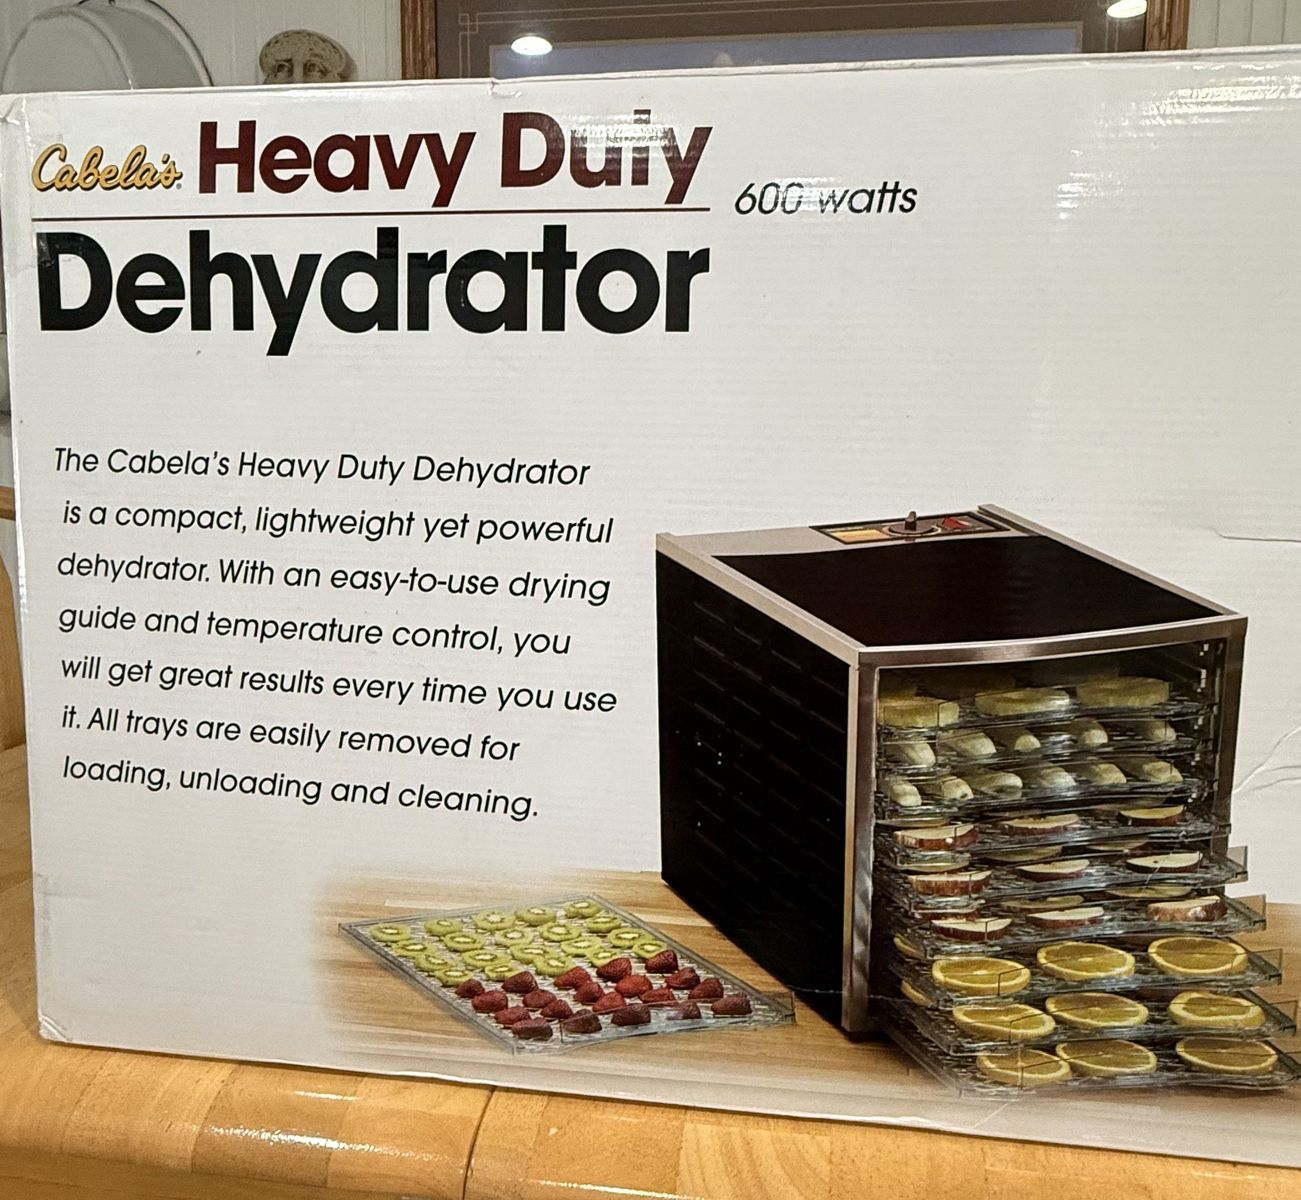 Cabela's Heavy Duty
600 watts
Dehydrator
The Cabela's Heavy Duty Dehydrator
is a compact, lightweight yet powerful
dehydrator. With an easy-to-use drying
guide and temperature control, you
will get great results every time you use
it. All trays are easily removed for
loading, unloading and cleaning.